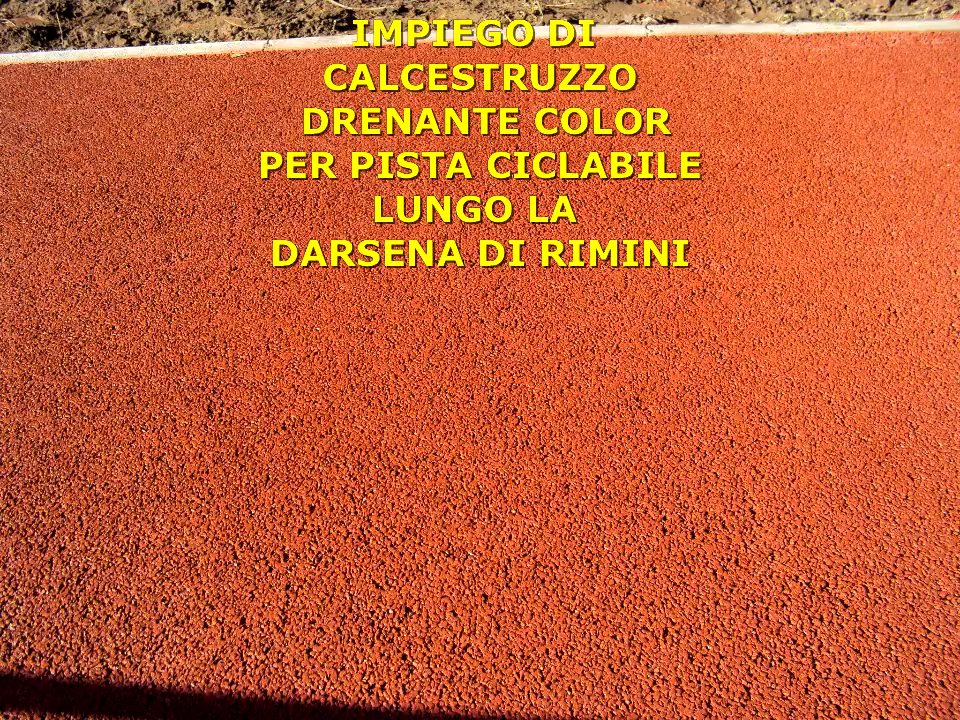 IMPIEGO DI
CALCESTRUZZO
DRENANTE COLOR
PER PISTA CICLABILE
LUNGO LA
DARSENA DI RIMINI